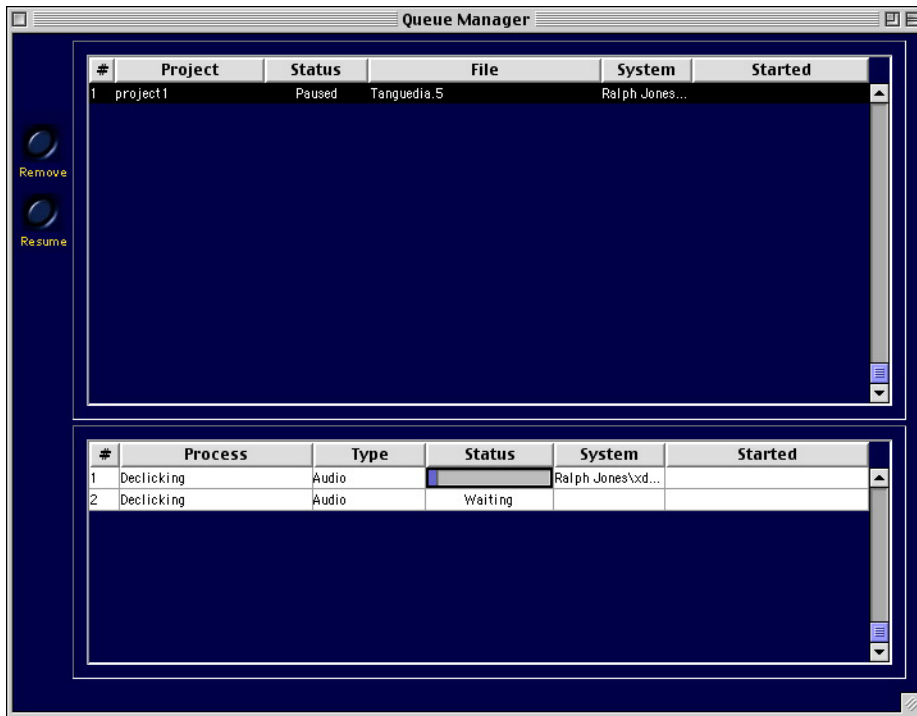 Queue Manager
# Project Status File System Started
1 project1 Paused Tanguedia.5 Ralph Jones...
Remove
Resume
# Process Type Status System Started
1 Declicking Audio Ralph Jones\xd...
2 Declicking Audio Waiting